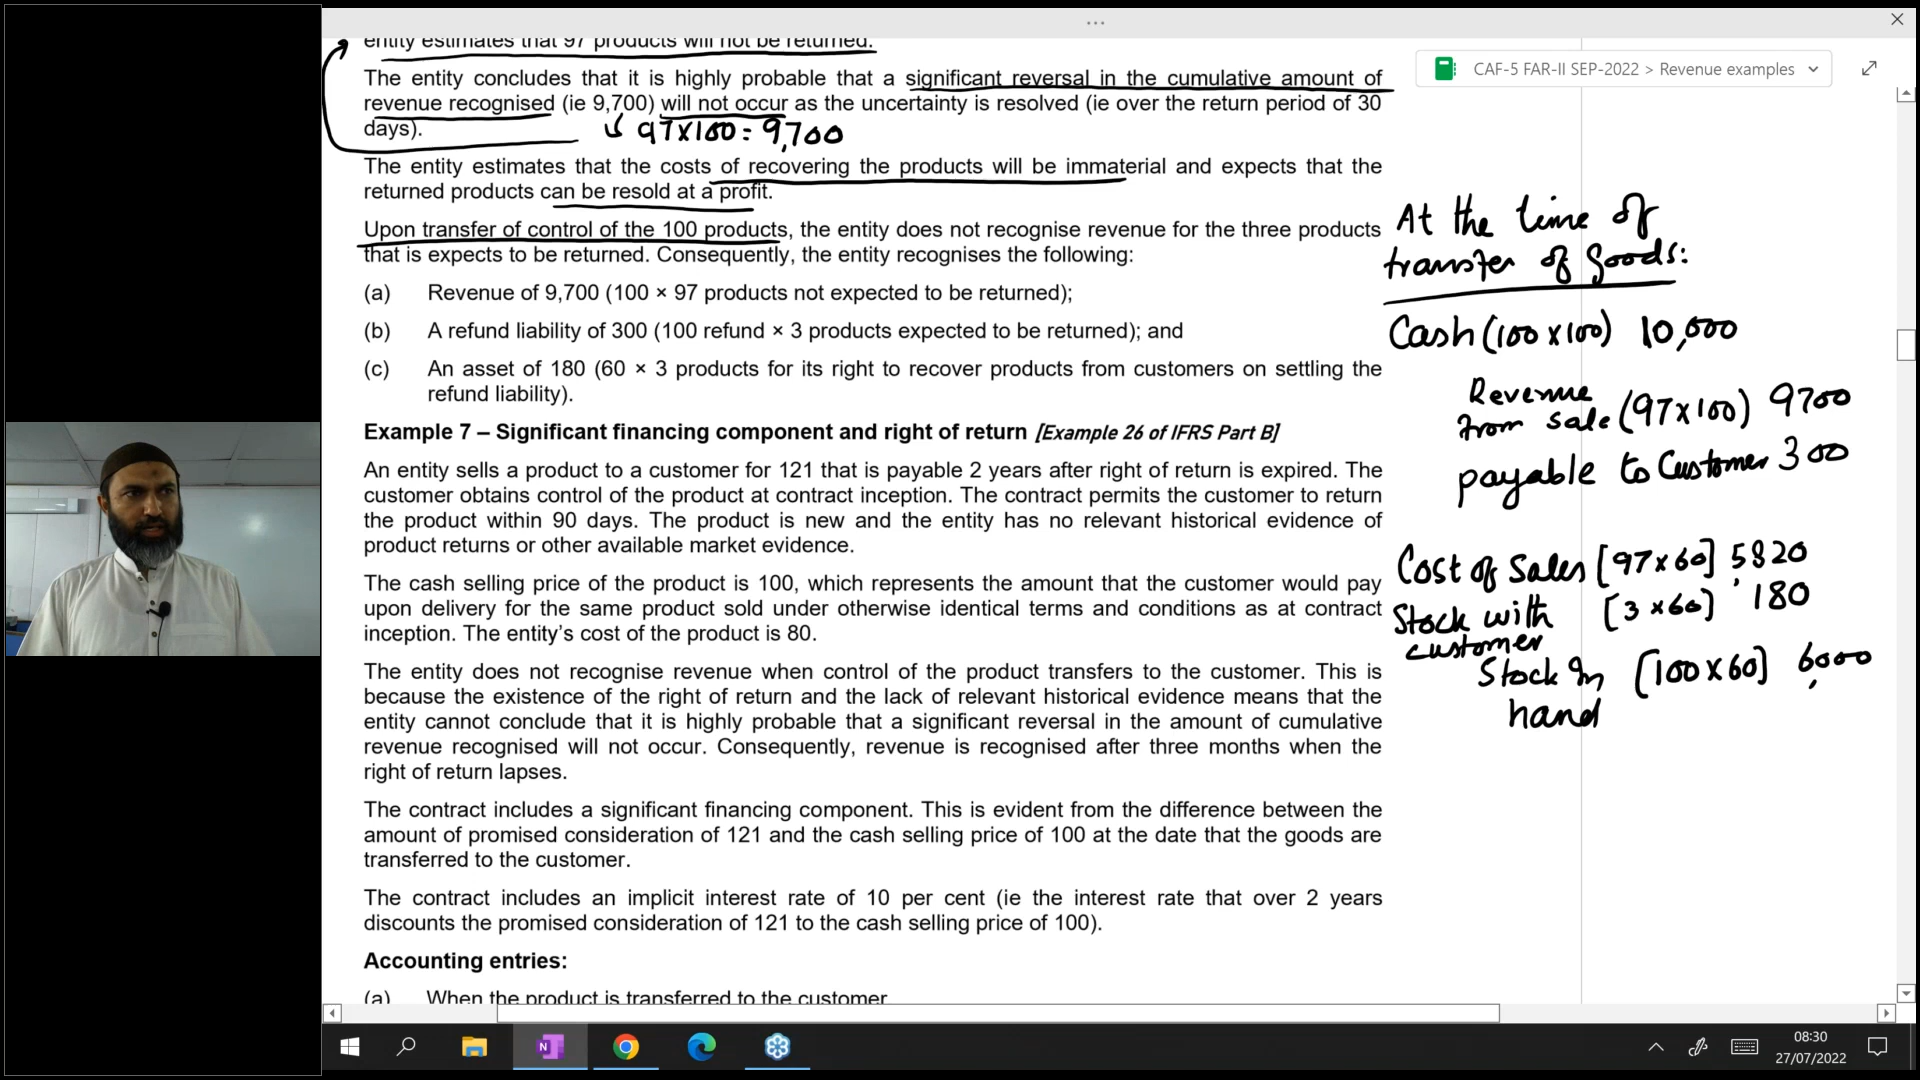 entity estimates that 97 products will not be returned.
The entity concludes that it is highly probable that a significant reversal in the cumulative amount of
revenue recognised (ie 9,700) will not occur as the uncertainty is resolved (ie over the return period of 30
days).
97x100 = 9,700
The entity estimates that the costs of recovering the products will be immaterial and expects that the
returned products can be resold at a profit.
Upon transfer of control of the 100 products, the entity does not recognise revenue for the three products
that is expects to be returned. Consequently, the entity recognises the following:
(a) Revenue of 9,700 (100 × 97 products not expected to be returned);
(b) A refund liability of 300 (100 refund × 3 products expected to be returned); and
(c) An asset of 180 (60 × 3 products for its right to recover products from customers on settling the
refund liability).
Example 7 – Significant financing component and right of return [Example 26 of IFRS Part B]
An entity sells a product to a customer for 121 that is payable 2 years after right of return is expired. The
customer obtains control of the product at contract inception. The contract permits the customer to return
the product within 90 days. The product is new and the entity has no relevant historical evidence of
product returns or other available market evidence.
The cash selling price of the product is 100, which represents the amount that the customer would pay
upon delivery for the same product sold under otherwise identical terms and conditions as at contract
inception. The entity's cost of the product is 80.
The entity does not recognise revenue when control of the product transfers to the customer. This is
because the existence of the right of return and the lack of relevant historical evidence means that the
entity cannot conclude that it is highly probable that a significant reversal in the amount of cumulative
revenue recognised will not occur. Consequently, revenue is recognised after three months when the
right of return lapses.
The contract includes a significant financing component. This is evident from the difference between the
amount of promised consideration of 121 and the cash selling price of 100 at the date that the goods are
transferred to the customer.
The contract includes an implicit interest rate of 10 per cent (ie the interest rate that over 2 years
discounts the promised consideration of 121 to the cash selling price of 100).
Accounting entries:
(a) When the product is transferred to the customer
CAF-5 FAR-II SEP-2022 > Revenue examples
At the time of
transfer of goods:
Cash (100 x 100) 10,000
Revenue
from sale (97x100) 9700
payable to Customer 300
Cost of Sales [97x60] 5820
Stock with [3 x60] 180
customer
Stock in [100x60] 6,000
hand
08:30
27/07/2022